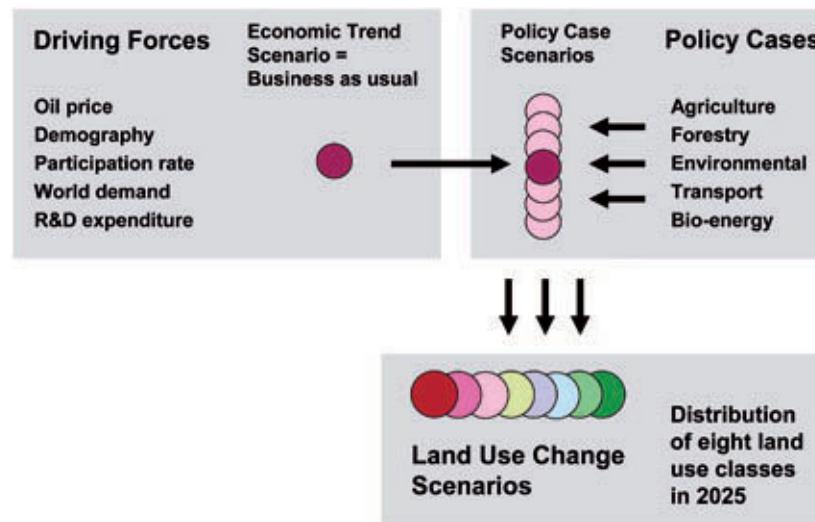 Driving Forces
Economic Trend
Scenario =
Business as usual
Oil price
Demography
Participation rate
World demand
R&D expenditure
Policy Case
Scenarios
Policy Cases
Agriculture
Forestry
Environmental
Transport
Bio-energy
Land Use Change
Scenarios
Distribution
of eight land
use classes
in 2025